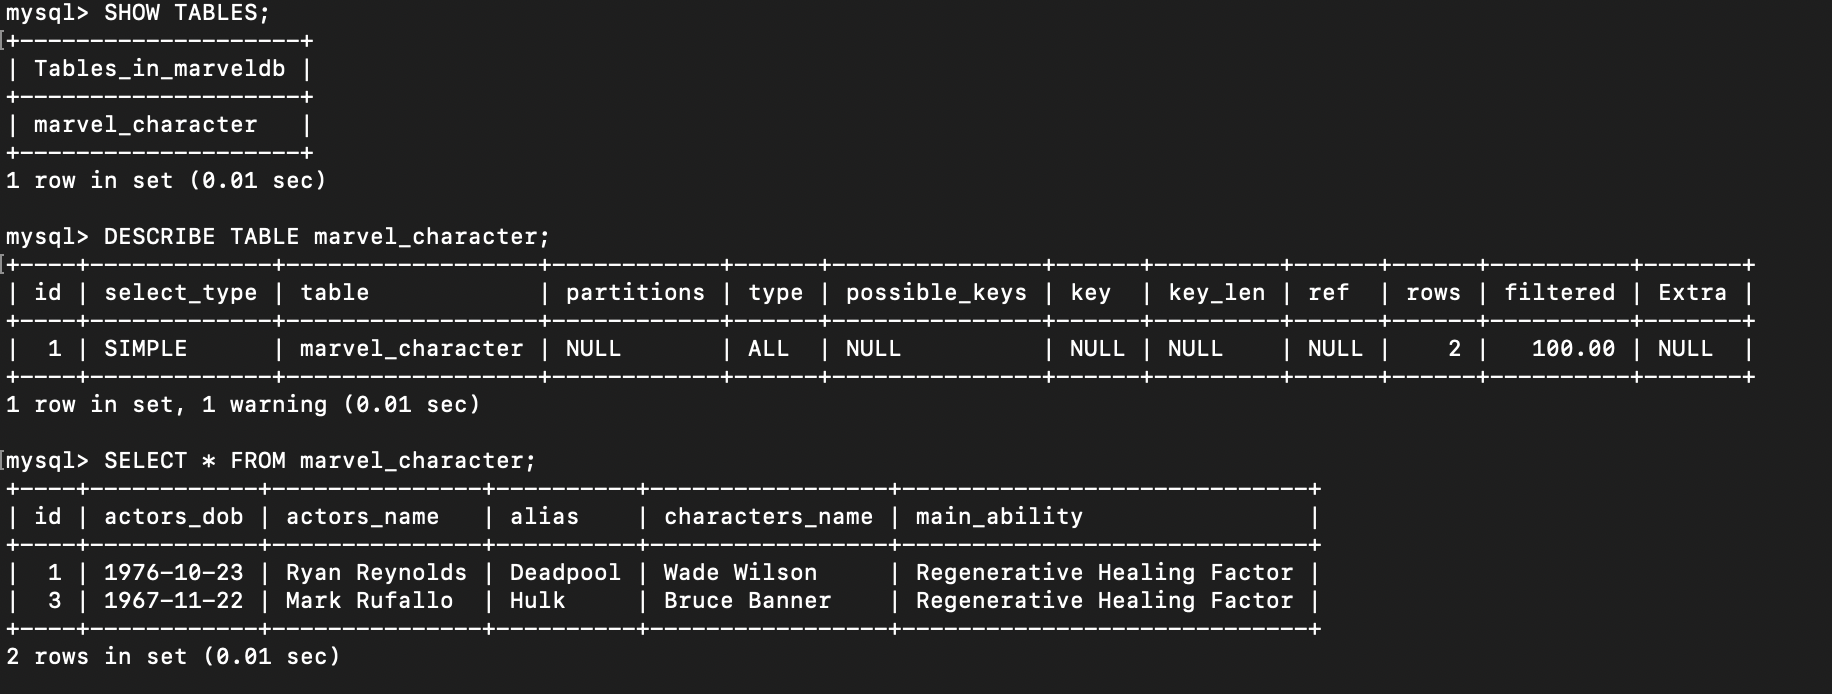 mysql> SHOW TABLES;
+--------------------+
| Tables_in_marveldb |
+--------------------+
| marvel_character   |
+--------------------+
1 row in set (0.01 sec)

mysql> DESCRIBE TABLE marvel_character;
+----+-------------+------------------+------------+------+---------------+------+---------+------+------+----------+-------+
| id | select_type | table            | partitions | type | possible_keys | key  | key_len | ref  | rows | filtered | Extra |
+----+-------------+------------------+------------+------+---------------+------+---------+------+------+----------+-------+
|  1 | SIMPLE      | marvel_character | NULL       | ALL  | NULL          | NULL | NULL    | NULL |    2 |   100.00 | NULL  |
+----+-------------+------------------+------------+------+---------------+------+---------+------+------+----------+-------+
1 row in set, 1 warning (0.01 sec)

mysql> SELECT * FROM marvel_character;
+----+------------+---------------+----------+-----------------+-----------------------------+
| id | actors_dob | actors_name   | alias    | characters_name | main_ability                |
+----+------------+---------------+----------+-----------------+-----------------------------+
|  1 | 1976-10-23 | Ryan Reynolds | Deadpool | Wade Wilson     | Regenerative Healing Factor |
|  3 | 1967-11-22 | Mark Rufallo  | Hulk     | Bruce Banner    | Regenerative Healing Factor |
+----+------------+---------------+----------+-----------------+-----------------------------+
2 rows in set (0.01 sec)